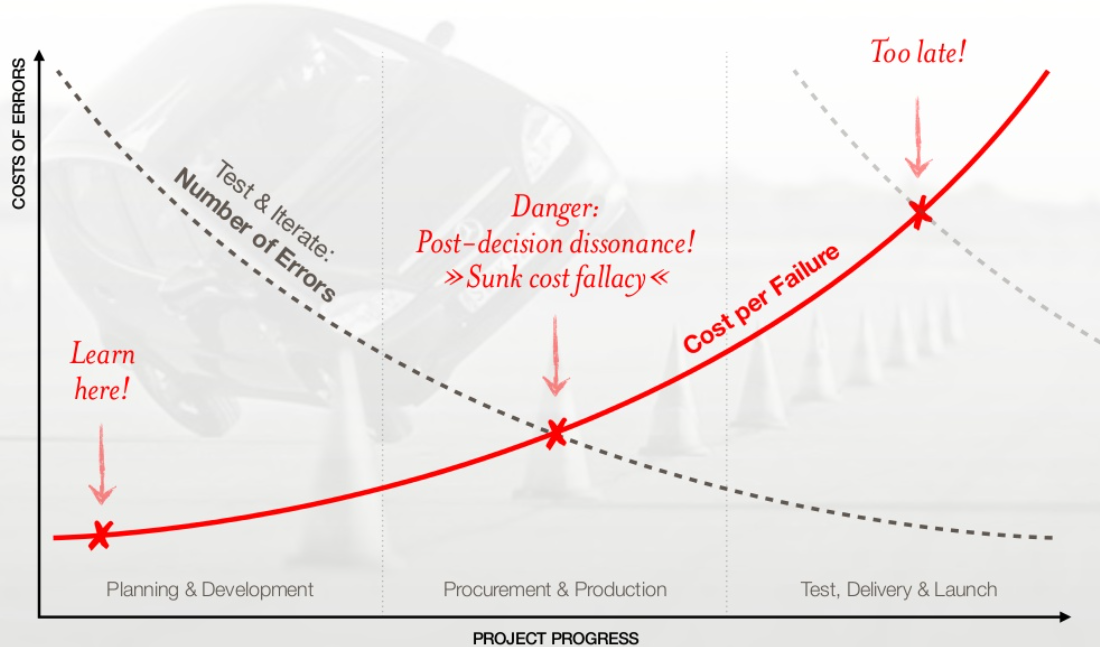 Too late!
COSTS OF ERRORS
Test & Iterate:
Number of Errors
Danger:
Post-decision dissonance!
»Sunk cost fallacy«
Cost per Failure
Learn
here!
Planning & Development
Procurement & Production
Test, Delivery & Launch
PROJECT PROGRESS